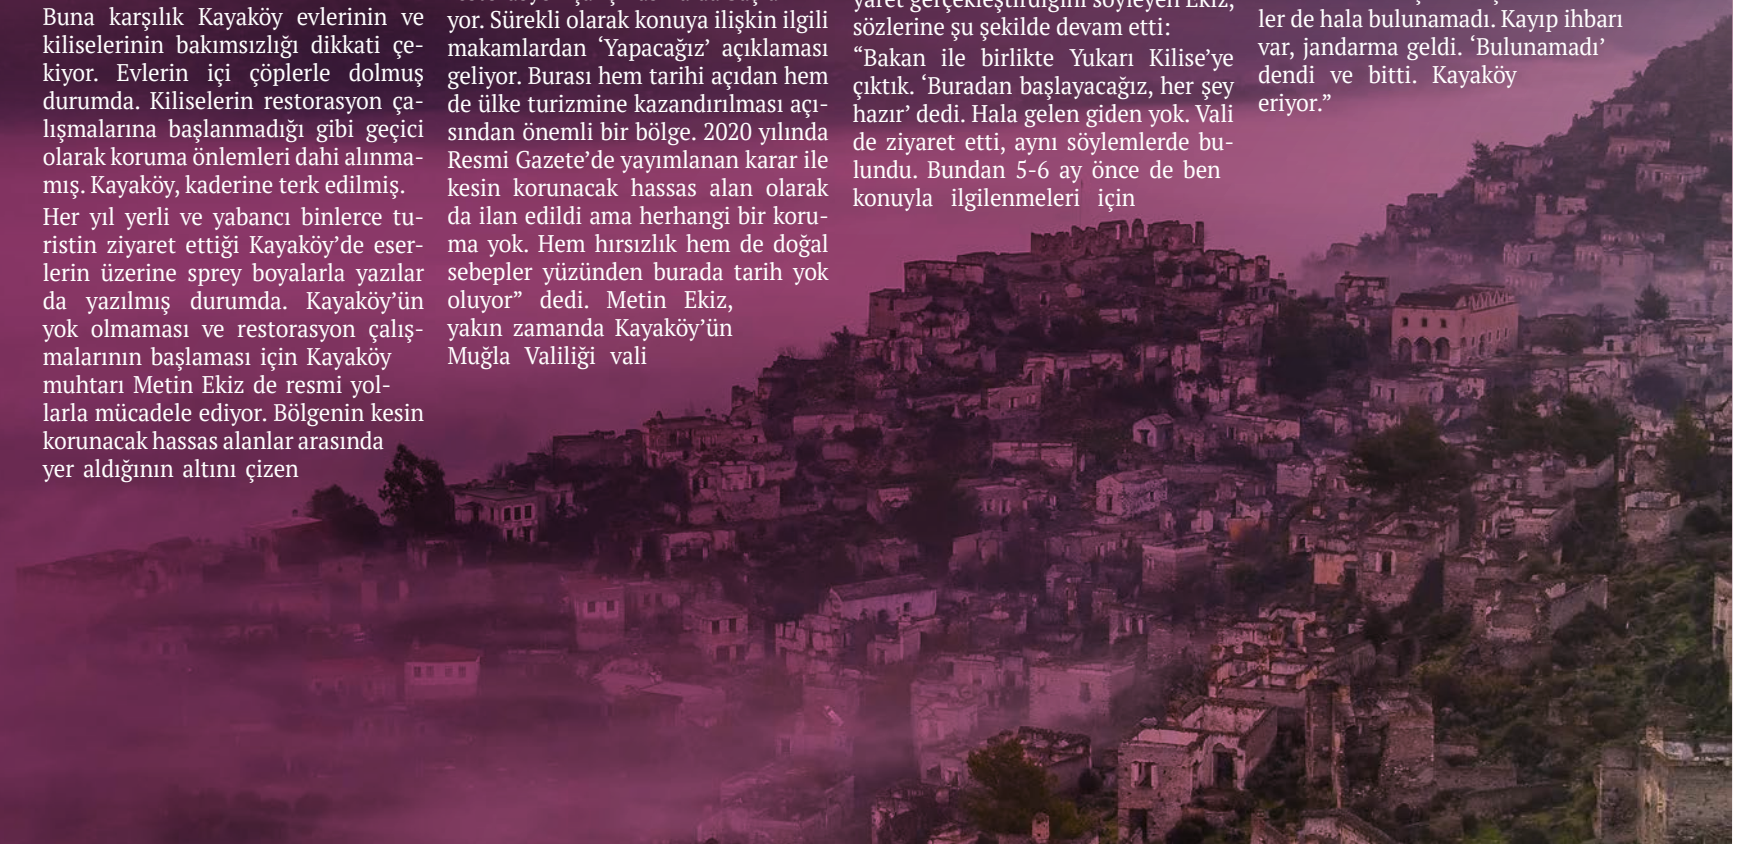 Buna karşılık Kayaköy evlerinin ve
kiliselerinin bakımsızlığı dikkati çe-
kiyor. Evlerin içi çöplerle dolmuş
durumda. Kiliselerin restorasyon ça-
lışmalarına başlanmadığı gibi geçici
olarak koruma önlemleri dahi alınma-
mış. Kayaköy, kaderine terk edilmiş.
Her yıl yerli ve yabancı binlerce tu-
ristin ziyaret ettiği Kayaköy’de eser-
lerin üzerine sprey boyalarla yazılar
da yazılmış durumda. Kayaköy’ün
yok olmaması ve restorasyon çalış-
malarının başlaması için Kayaköy
muhtarı Metin Ekiz de resmi yol-
larla mücadele ediyor. Bölgenin kesin
korunacak hassas alanlar arasında
yer aldığının altını çizen
yor. Sürekli olarak konuya ilişkin ilgili
makamlardan ‘Yapacağız’ açıklaması
geliyor. Burası hem tarihi açıdan hem
de ülke turizmine kazandırılması açı-
sından önemli bir bölge. 2020 yılında
Resmi Gazete’de yayımlanan karar ile
kesin korunacak hassas alan olarak
da ilan edildi ama herhangi bir koru-
ma yok. Hem hırsızlık hem de doğal
sebepler yüzünden burada tarih yok
oluyor” dedi. Metin Ekiz,
yakın zamanda Kayaköy’ün
Muğla Valiliği vali
yaret gerçekleştirdiğini söyleyen Ekiz,
sözlerine şu şekilde devam etti:
“Bakan ile birlikte Yukarı Kilise’ye
çıktık. ‘Buradan başlayacağız, her şey
hazır’ dedi. Hala gelen giden yok. Vali
de ziyaret etti, aynı söylemlerde bu-
lundu. Bundan 5-6 ay önce de ben
konuyla ilgilenmeleri için
ler de hala bulunamadı. Kayıp ihbarı
var, jandarma geldi. ‘Bulunamadı’
dendi ve bitti. Kayaköy
eriyor.”